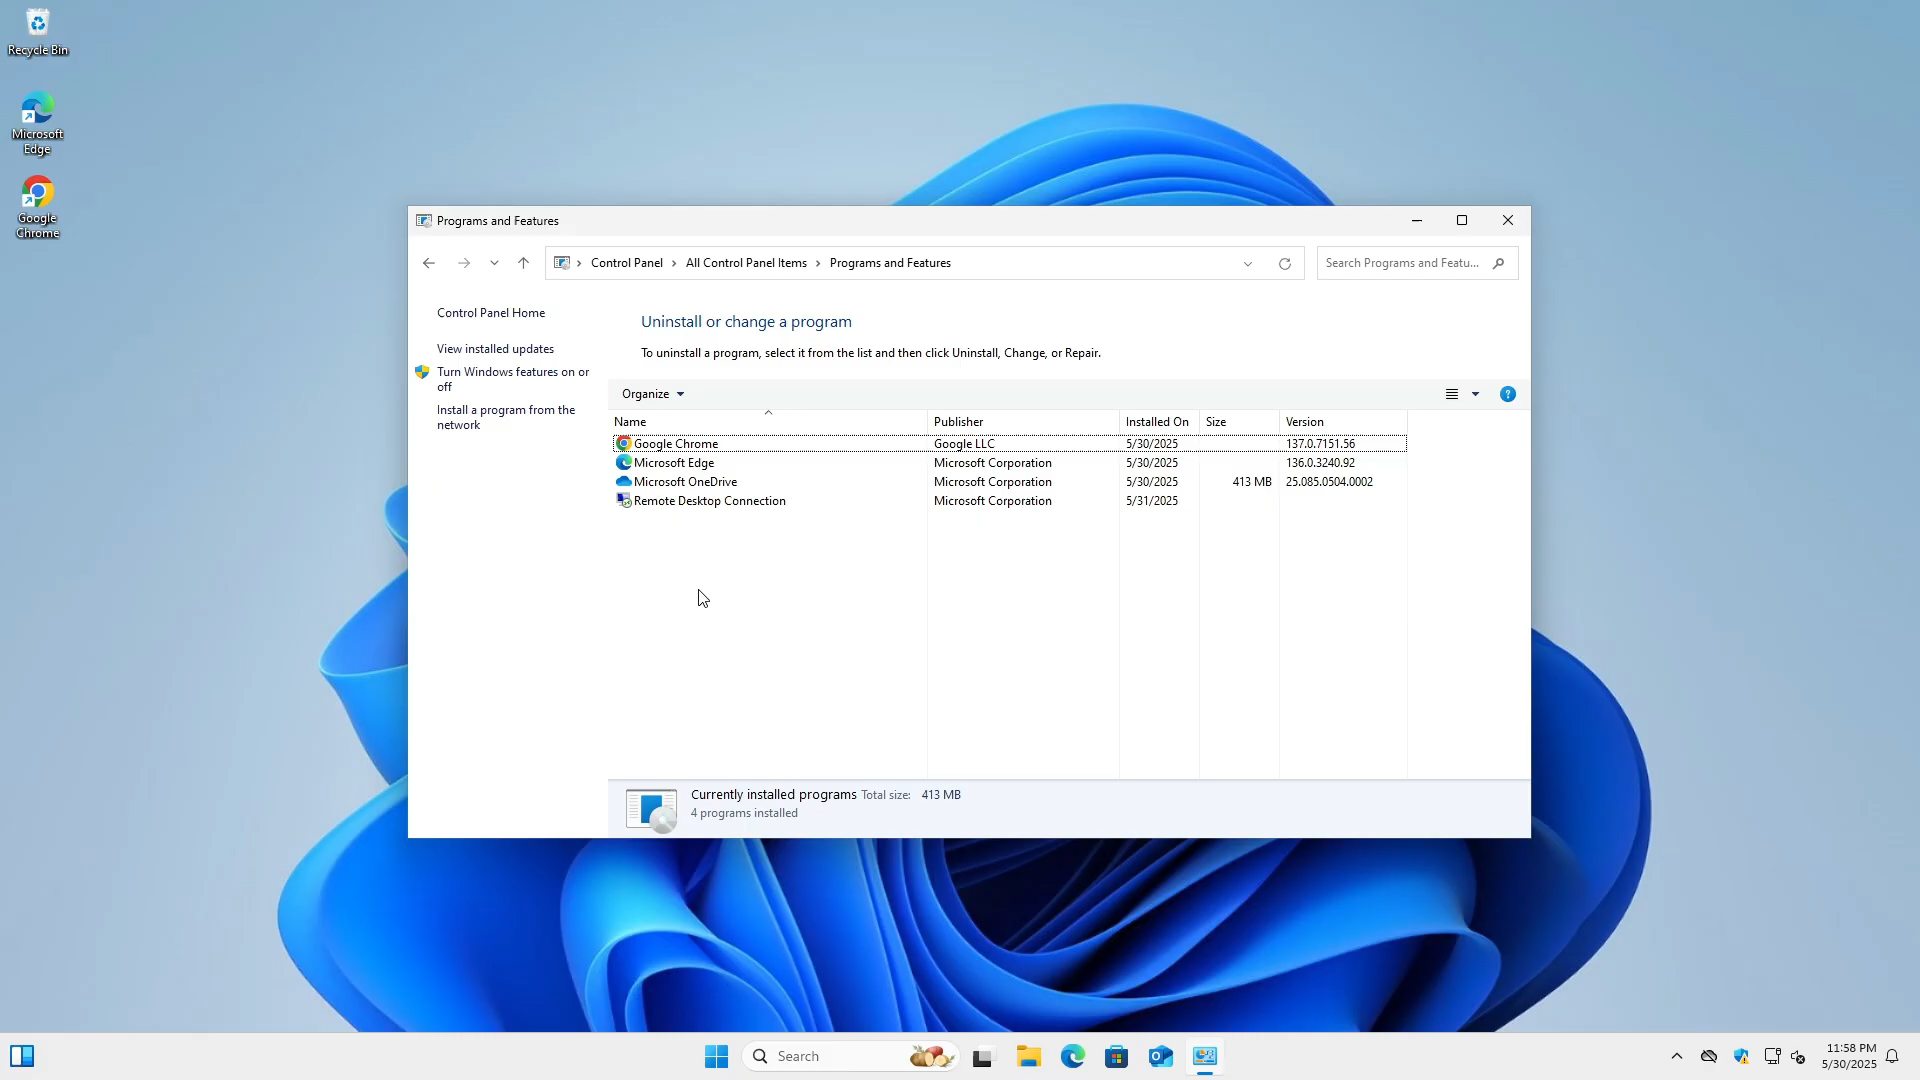 Recycle Bin
Microsoft
Edge
Google
Chrome
Programs and Features
Control Panel > All Control Panel Items > Programs and Features
Search Programs and Featu...
Control Panel Home
View installed updates
Turn Windows features on or
off
Install a program from the
network
Uninstall or change a program
To uninstall a program, select it from the list and then click Uninstall, Change, or Repair.
Organize
Name Publisher Installed On Size Version
Google Chrome Google LLC 5/30/2025 137.0.7151.56
Microsoft Edge Microsoft Corporation 5/30/2025 136.0.3240.92
Microsoft OneDrive Microsoft Corporation 5/30/2025 413 MB 25.085.0504.0002
Remote Desktop Connection Microsoft Corporation 5/31/2025
Currently installed programs Total size: 413 MB
4 programs installed
Search
11:58 PM
5/30/2025